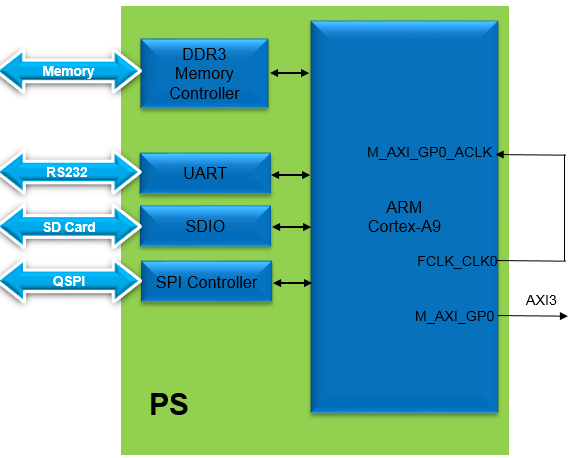 Memory
DDR3
Memory
Controller
M_AXI_GP0_ACLK
RS232
UART
ARM
Cortex-A9
SD Card
SDIO
FCLK_CLK0
QSPI
SPI Controller
AXI3
M_AXI_GP0
PS